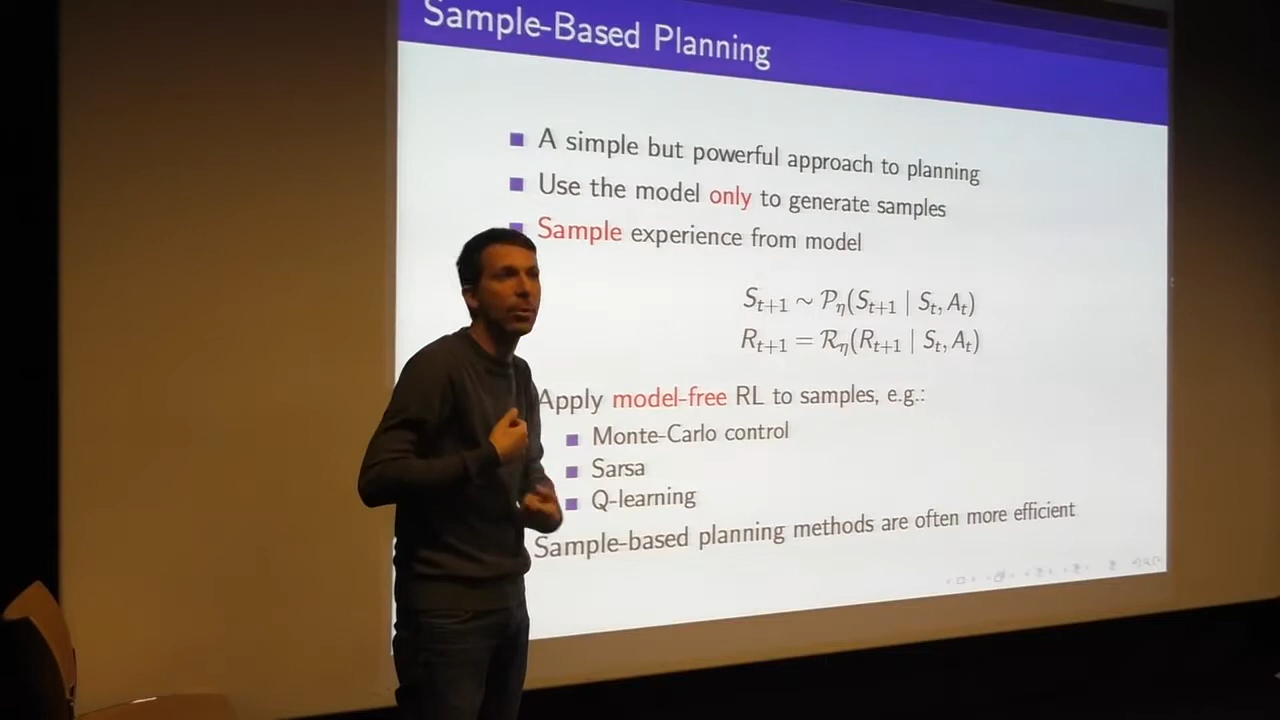 Sample-Based Planning
A simple but powerful approach to planning
Use the model only to generate samples
Sample experience from model
S_{t+1} ∼ P_η(S_{t+1} | S_t, A_t)
R_{t+1} = R_η(R_{t+1} | S_t, A_t)
Apply model-free RL to samples, e.g.:
Monte-Carlo control
Sarsa
Q-learning
Sample-based planning methods are often more efficient